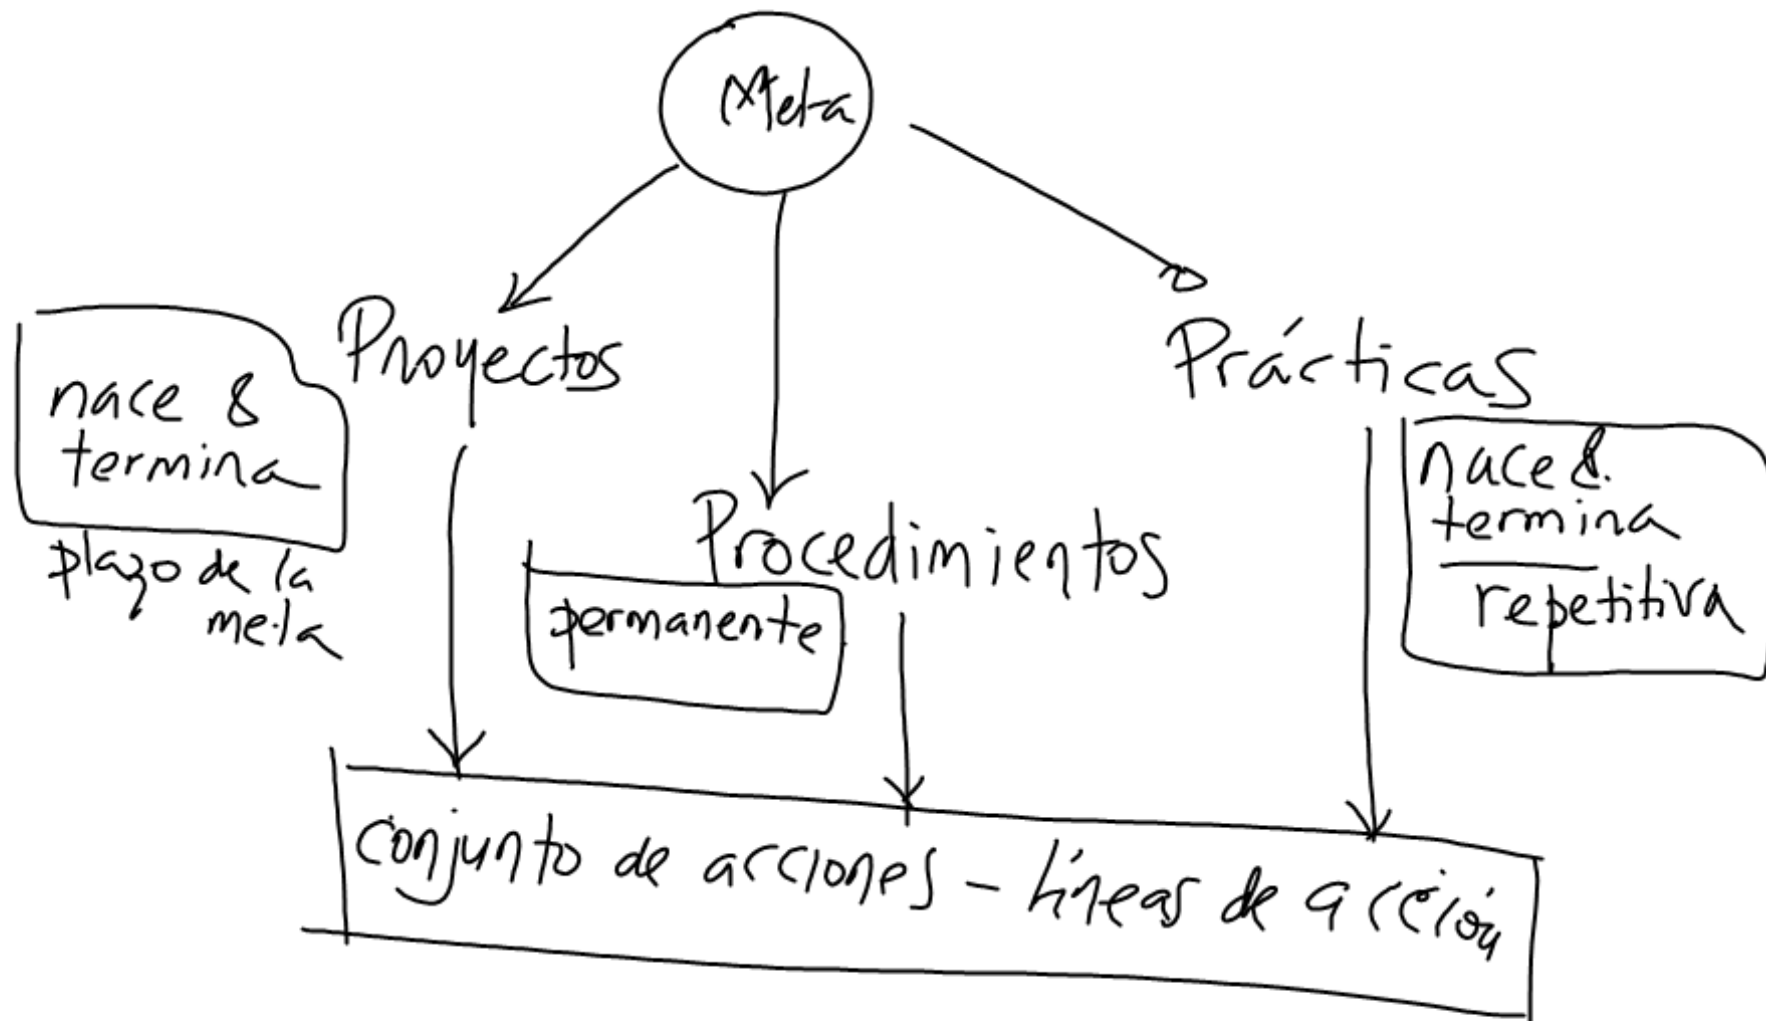 Meta
Proyectos
nace &
termina
plazo de la
meta
Procedimientos
permanente
Prácticas
nace &
termina
repetitiva
conjunto de acciones - líneas de acción